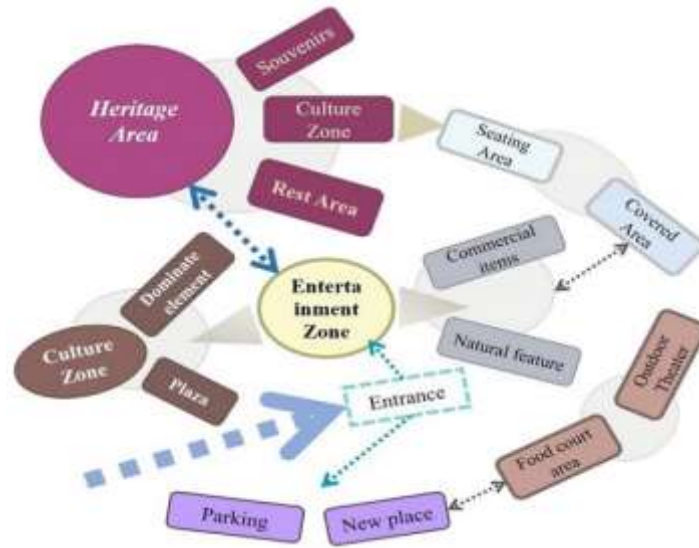 Souvenirs
Heritage
Area
Culture
Zone
Seating
Area
Rest Area
Covered
Area
Commercial
items
Dominate
element
Enterta
inment
Zone
Culture
Zone
Plaza
Natural feature
Outdoor
Theater
Entrance
Food court
area
Parking
New place